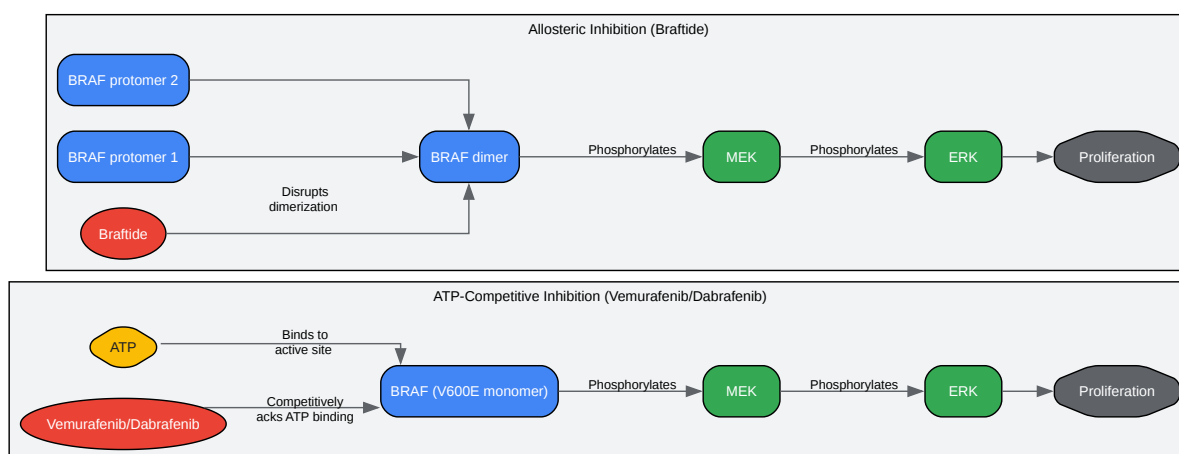 Allosteric Inhibition (Braftide)
BRAF protomer 2
BRAF protomer 1
BRAF dimer
Phosphorylates
MEK
Phosphorylates
ERK
Proliferation
Disrupts
dimerization
Braftide
ATP-Competitive Inhibition (Vemurafenib/Dabrafenib)
ATP
Binds to
active site
BRAF (V600E monomer)
Phosphorylates
MEK
Phosphorylates
ERK
Proliferation
Competitively
acks ATP binding
Vemurafenib/Dabrafenib